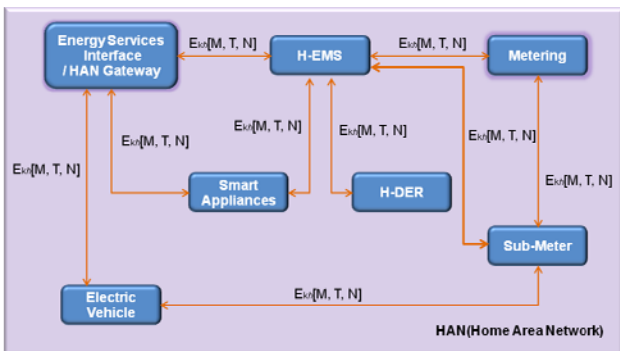 Energy Services
Interface
/ HAN Gateway
Ekh[M, T, N]
H-EMS
Ekh[M, T, N]
Metering
Ekh[M, T, N]
Ekh[M, T, N]
Ekh[M, T, N]
Ekh[M, T, N]
Ekh[M, T, N]
Ekh[M, T, N]
Smart
Appliances
H-DER
Sub-Meter
Electric
Vehicle
Ekh[M, T, N]
HAN(Home Area Network)